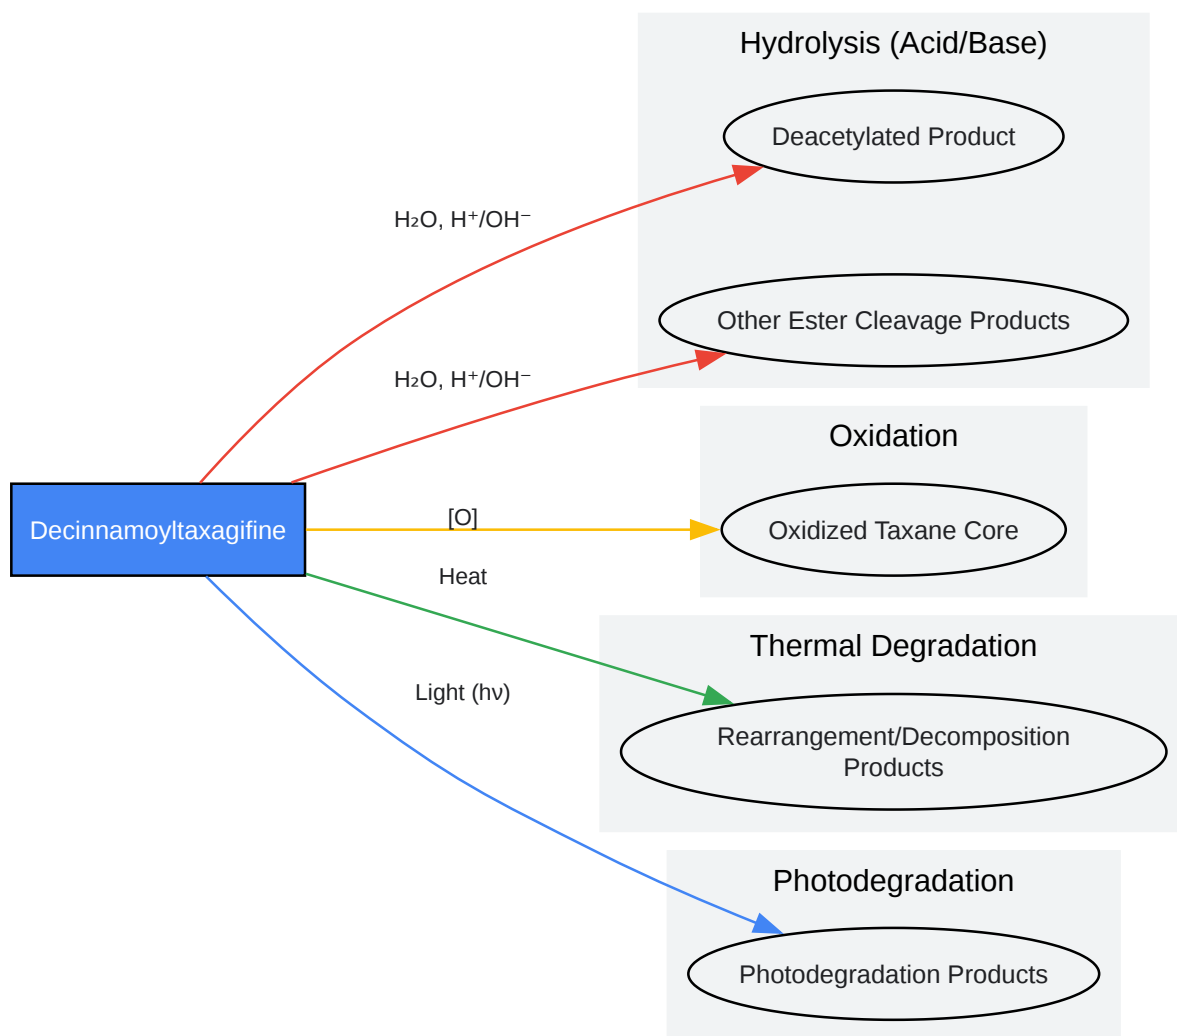 Hydrolysis (Acid/Base)
Deacetylated Product
H₂O, H⁺/OH⁻
Other Ester Cleavage Products
H₂O, H⁺/OH⁻
Oxidation
Decinnamoyltaxagifine
[O]
Oxidized Taxane Core
Heat
Thermal Degradation
Light (hν)
Rearrangement/Decomposition
Products
Photodegradation
Photodegradation Products